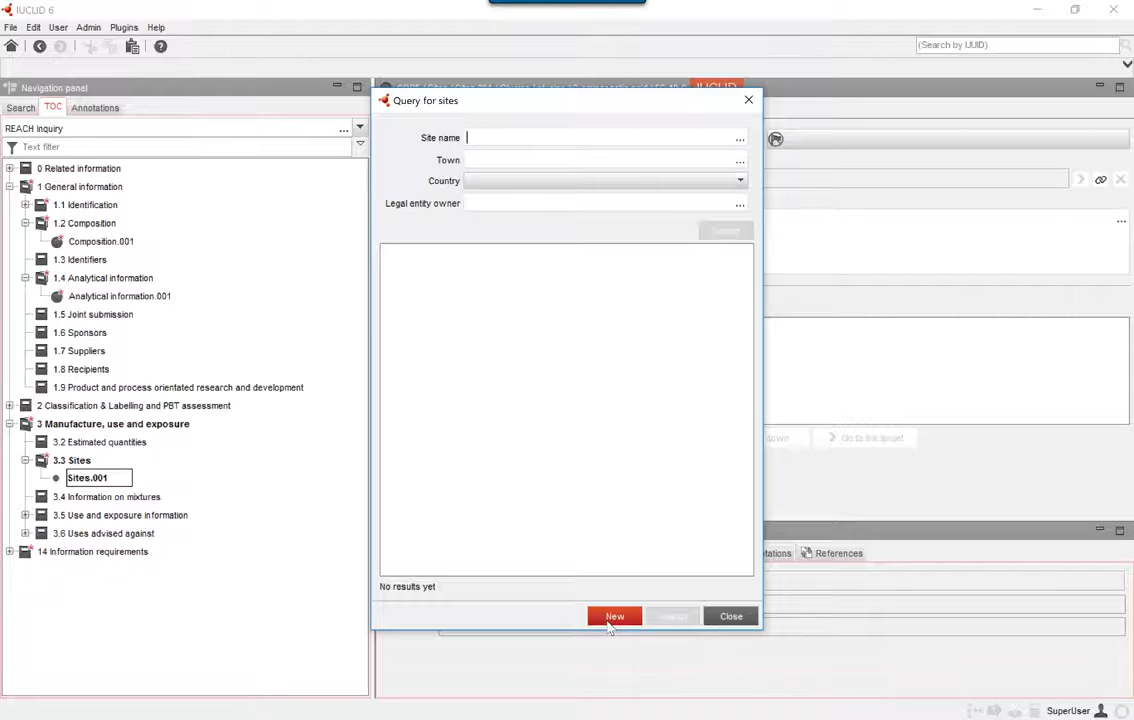 IUCLID 6
File Edit User Admin Plugins Help
(Search by UUID)
Navigation panel
Search TOC Annotations
REACH Inquiry ...
Text filter
0 Related information
1 General information
1.1 Identification
1.2 Composition
Composition.001
1.3 Identifiers
1.4 Analytical information
Analytical information.001
1.5 Joint submission
1.6 Sponsors
1.7 Suppliers
1.8 Recipients
1.9 Product and process orientated research and development
2 Classification & Labelling and PBT assessment
3 Manufacture, use and exposure
3.2 Estimated quantities
3.3 Sites
Sites.001
3.4 Information on mixtures
3.5 Use and exposure information
3.6 Uses advised against
14 Information requirements
Query for sites
Site name ...
Town ...
Country
Legal entity owner ...
No results yet
New Close
...
down Go to link target
tations References
SuperUser